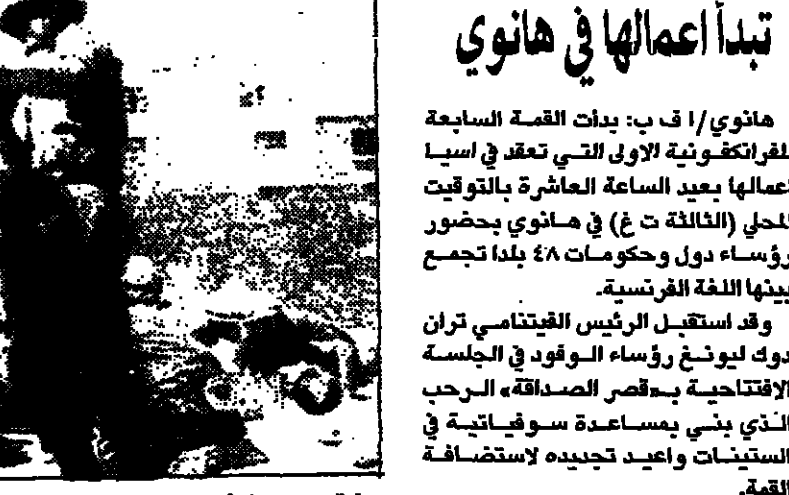 تبدأ اعمالها في هانوي
هانوي/ا ف ب: بدأت القمة السابعة
للفرانكفونية الاولى التي تعقد في اسيا
اعمالها بعيد الساعة العاشرة بالتوقيت
المحلي (الثالثة ت غ) في هانوي بحضور
رؤساء دول وحكومات ٤٨ بلدا تجمع
بينها اللغة الفرنسية.
وقد استقبل الرئيس الفيتنامي تران
دوك ليونغ رؤساء الوفود في الجلسة
الافتتاحية بـ«قصر الصداقة» الرحب
الذي بني بمساعدة سوفياتية في
الستينات واعيد تجديده لاستضافة
القمة.